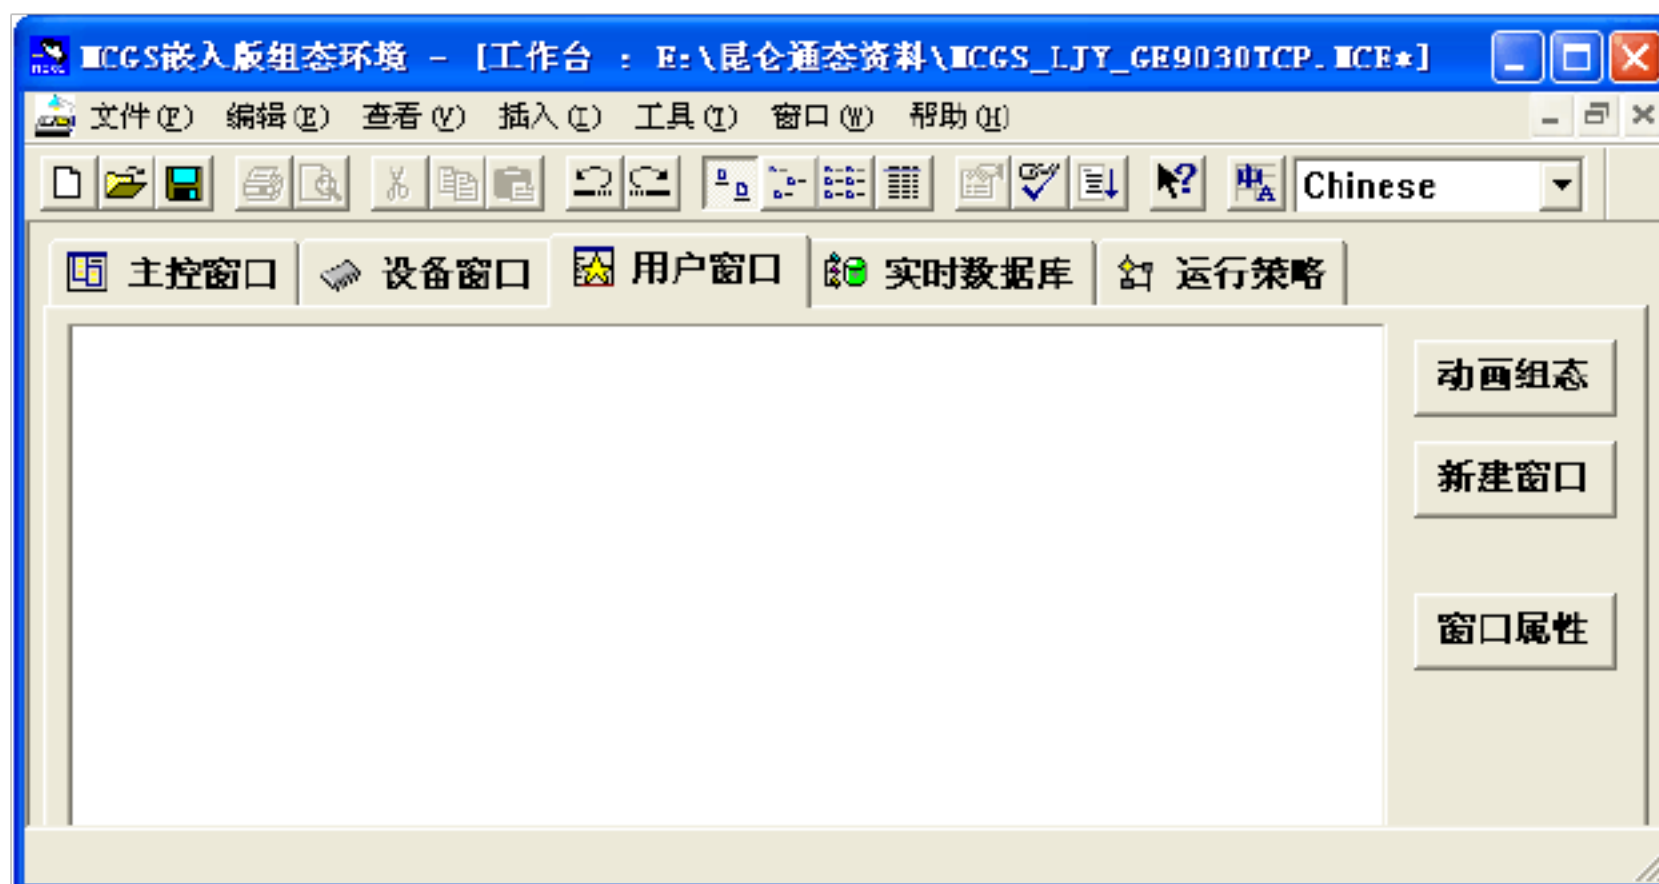 MCGS嵌入版组态环境 - [工作台 : E:\昆仑通态资料\MCGS_LJY_GE9030TCP.MCE*]
文件(F) 编辑(E) 查看(V) 插入(I) 工具(T) 窗口(W) 帮助(H)
Chinese
主控窗口 设备窗口 用户窗口 实时数据库 运行策略
动画组态
新建窗口
窗口属性